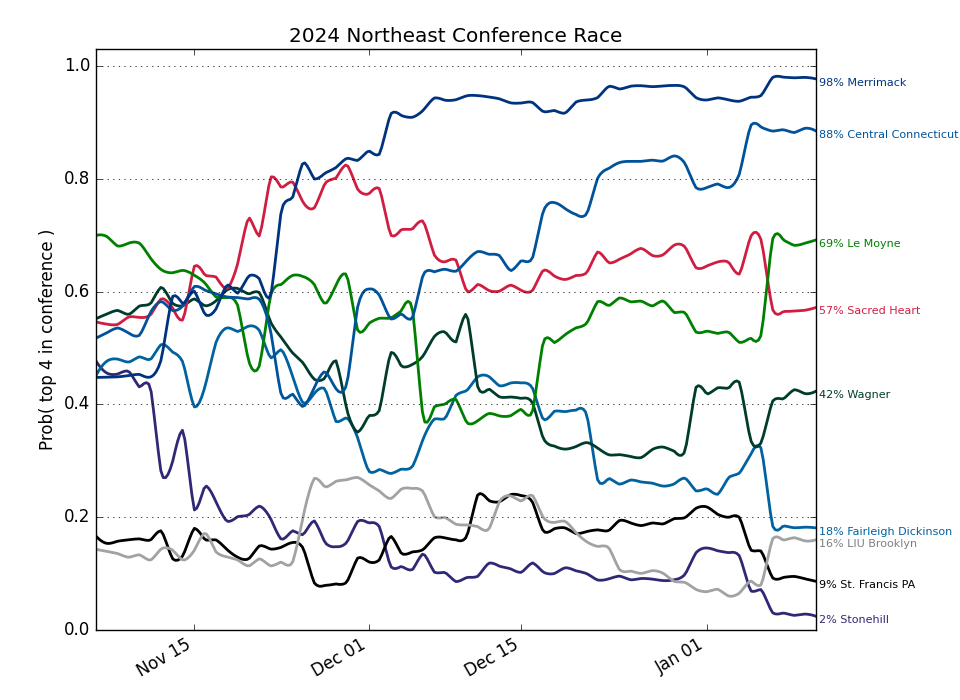 2024 Northeast Conference Race
Prob( top 4 in conference )
1.0
0.8
0.6
0.4
0.2
0.0
Nov 15
Dec 01
Dec 15
Jan 01
98% Merrimack
88% Central Connecticut
69% Le Moyne
57% Sacred Heart
42% Wagner
18% Fairleigh Dickinson
16% LIU Brooklyn
9% St. Francis PA
2% Stonehill